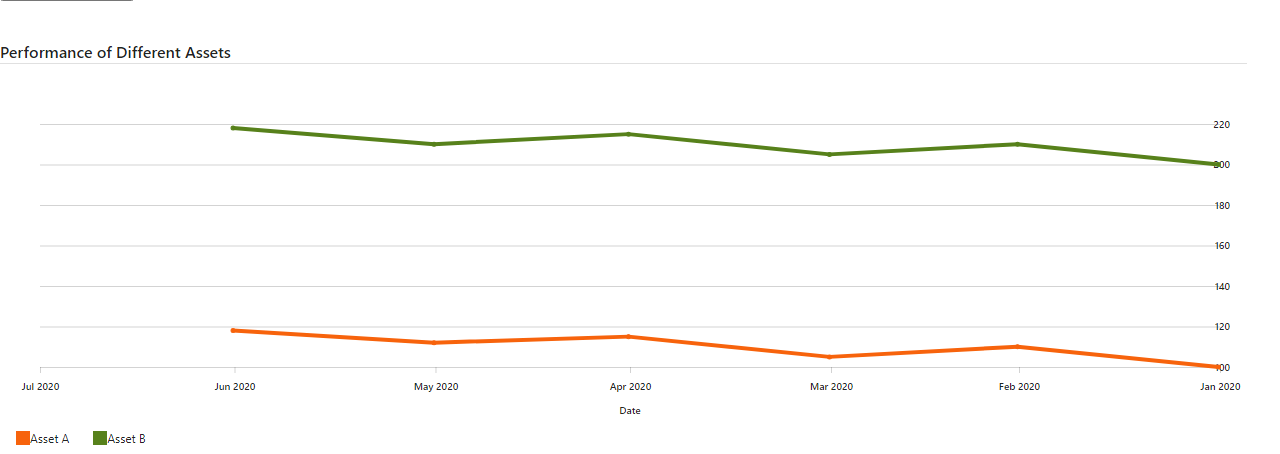 Performance of Different Assets
220
200
180
160
140
120
100
Jul 2020 Jun 2020 May 2020 Apr 2020 Mar 2020 Feb 2020 Jan 2020
Date
Asset A Asset B